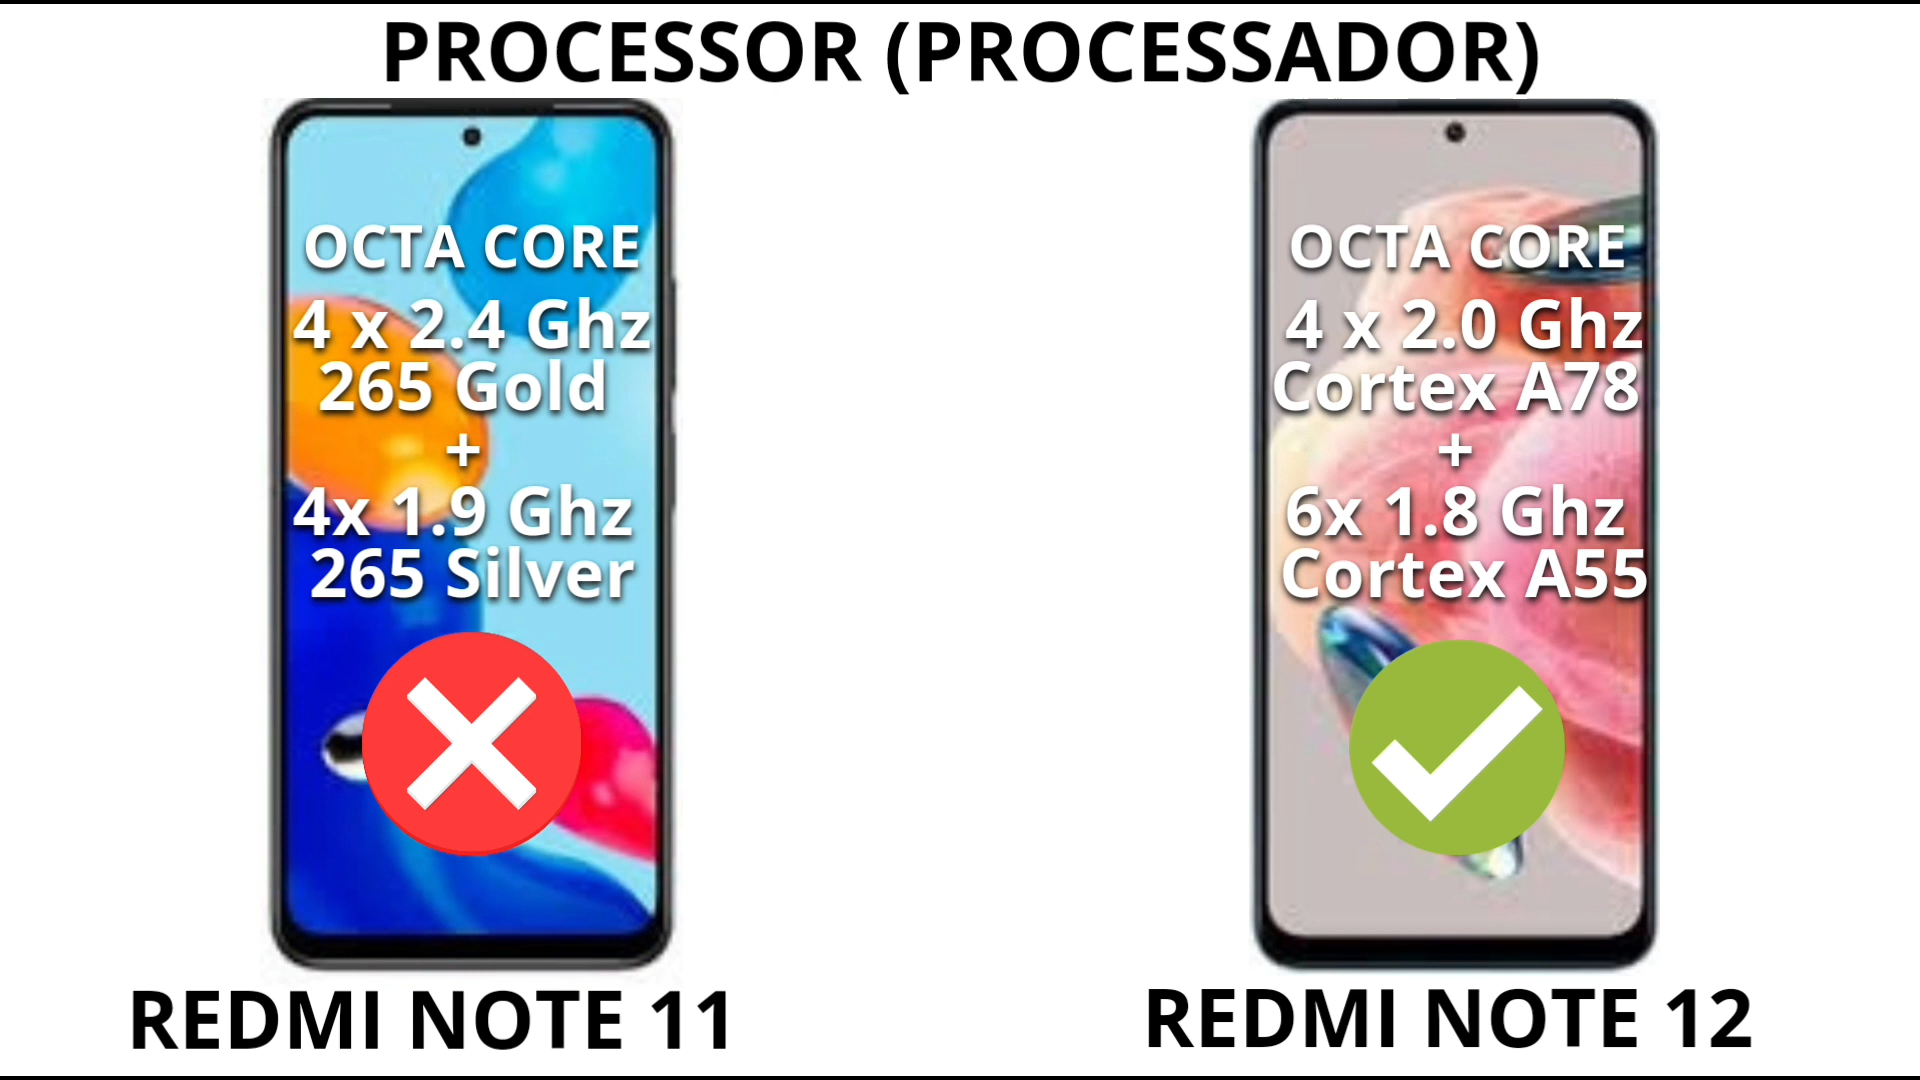 PROCESSOR (PROCESSADOR)
OCTA CORE
4 x 2.4 Ghz
265 Gold
+
4x 1.9 Ghz
265 Silver
REDMI NOTE 11
OCTA CORE
4 x 2.0 Ghz
Cortex A78
+
6x 1.8 Ghz
Cortex A55
REDMI NOTE 12